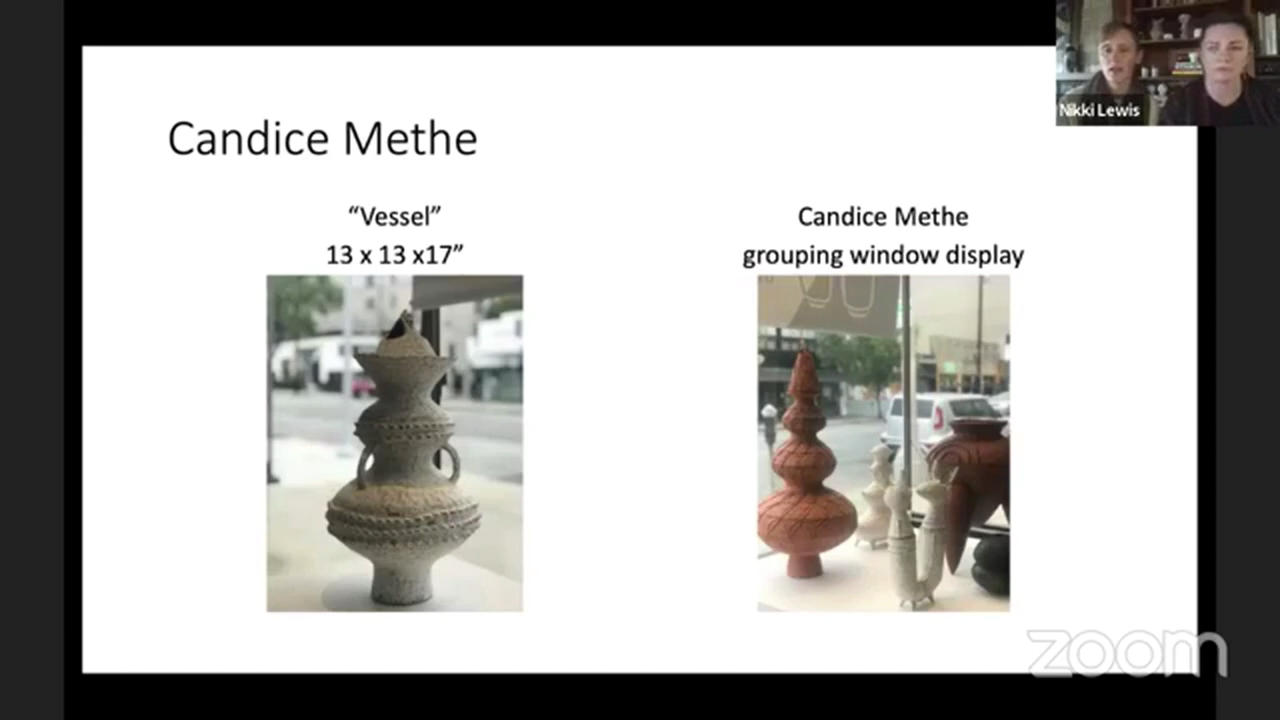 Nikki Lewis
Candice Methe
“Vessel”
13 x 13 x17”
Candice Methe
grouping window display
zoom